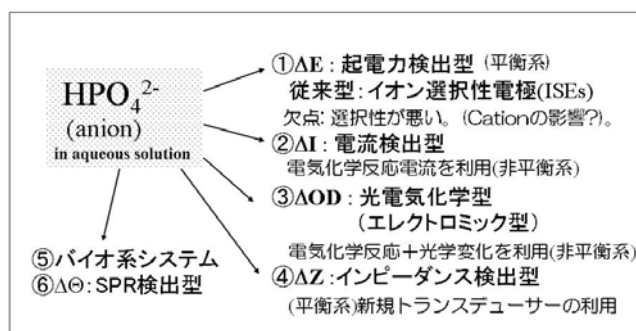 HPO₄²⁻
(anion)
in aqueous solution
①ΔE : 起電力検出型 (平衡系)
従来型：イオン選択性電極(ISEs)
欠点: 選択性が悪い。(Cationの影響?)。
②ΔI : 電流検出型
電気化学反応電流を利用(非平衡系)
③ΔOD : 光電気化学型
(エレクトロミック型)
電気化学反応＋光学変化を利用(非平衡系)
④ΔZ : インピーダンス検出型
(平衡系)新規トランスデューサーの利用
⑤バイオ系システム
⑥ΔΘ: SPR検出型